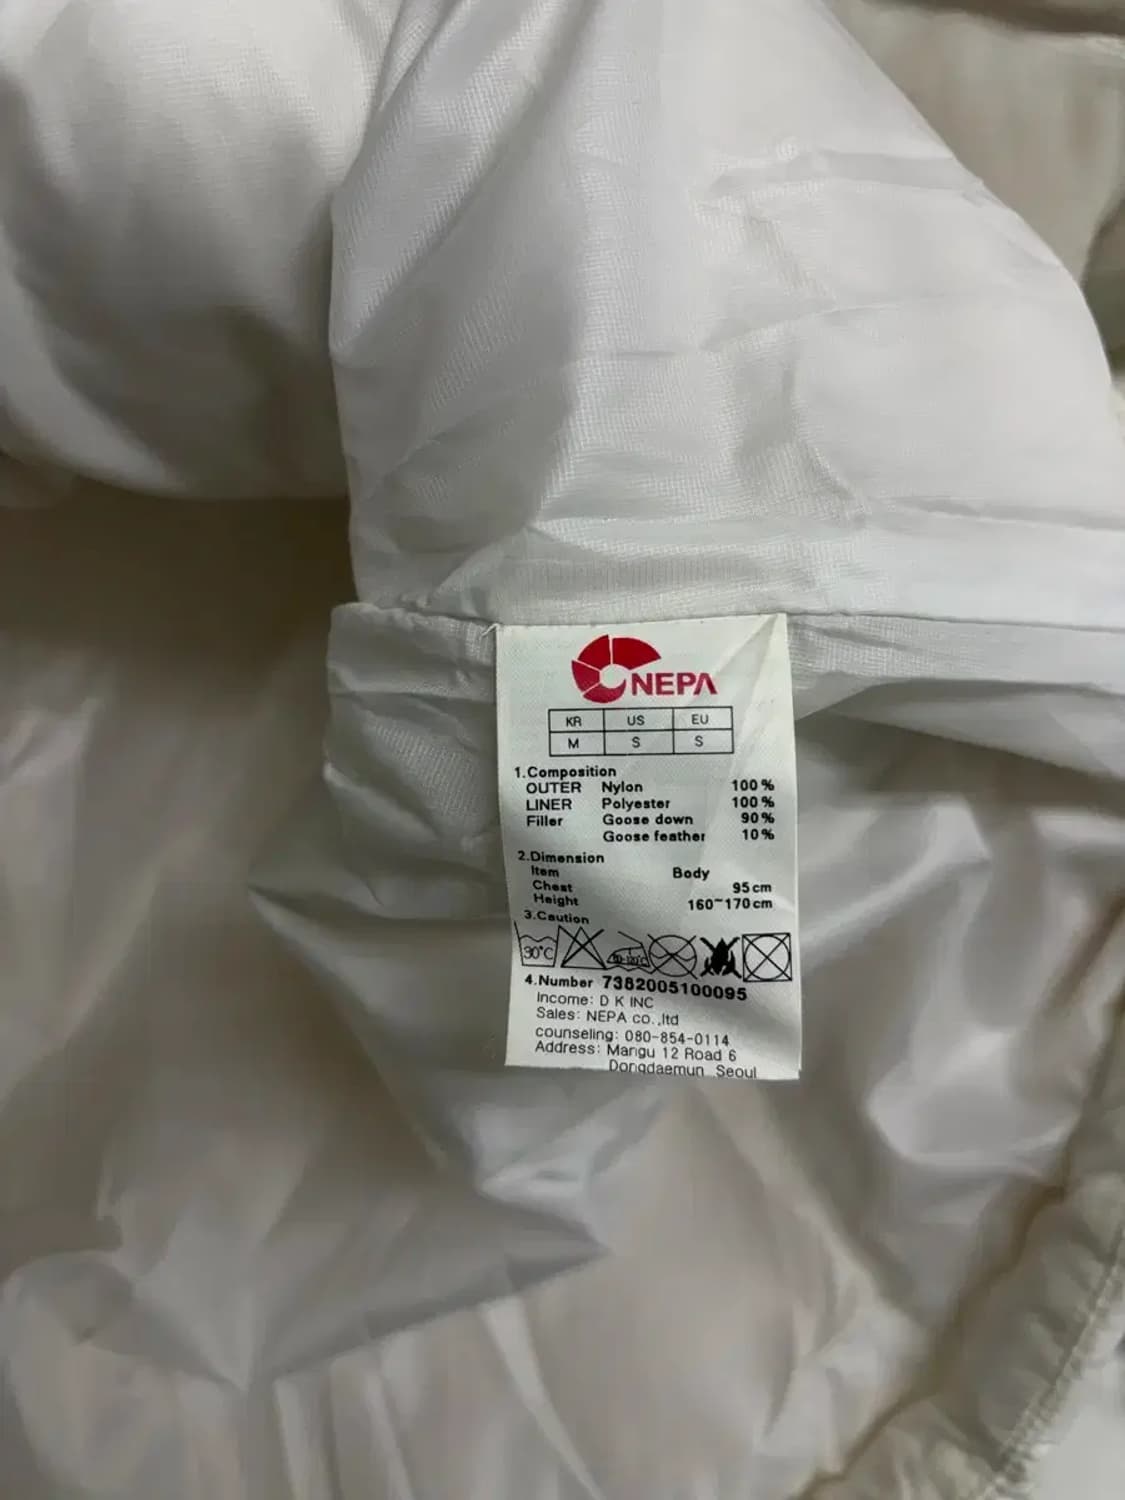 NEPA
KR US EU
M S S
1.Composition
OUTER Nylon 100%
LINER Polyester 100%
Filler Goose down 90%
Goose feather 10%
2.Dimension
Item Body
Chest 95cm
Height 160~170cm
3.Caution
30°C
4.Number 7382005100095
Income: D K INC
Sales: NEPA co.,ltd
counseling: 080-854-0114
Address: Mangu 12 Road 6
Dongdaemun Seoul